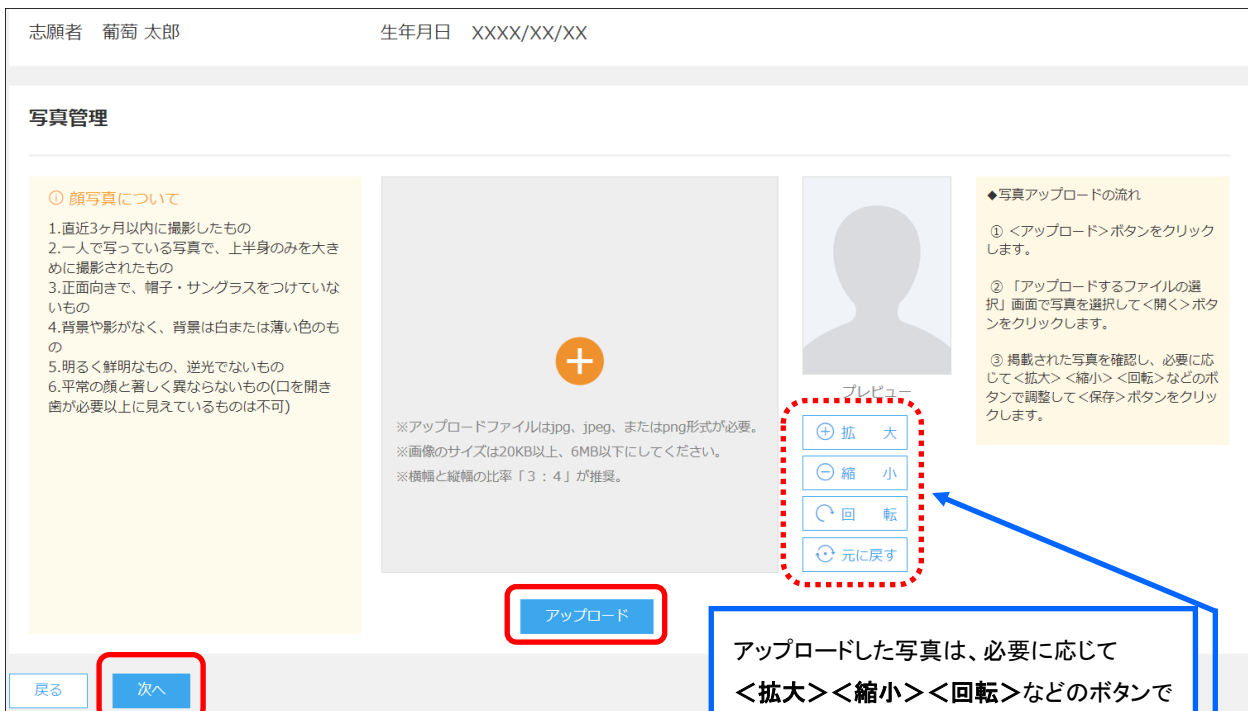 志願者 葡萄 太郎 生年月日 XXXX/XX/XX
写真管理
顔写真について
1.直近3ヶ月以内に撮影したもの
2.一人で写っている写真で、上半身のみを大き
めに撮影されたもの
3.正面向きで、帽子・サングラスをつけていな
いもの
4.背景や影がなく、背景は白または薄い色のも
の
5.明るく鮮明なもの、逆光でないもの
6.平常の顔と著しく異ならないもの(口を開き
歯が必要以上に見えているものは不可)
※アップロードファイルはjpg、jpeg、またはpng形式が必要。
※画像のサイズは20KB以上、6MB以下にしてください。
※横幅と縦幅の比率「3：4」が推奨。
アップロード
プレビュー
拡 大
縮 小
回 転
元に戻す
◆写真アップロードの流れ
① <アップロード>ボタンをクリック
します。
② 「アップロードするファイルの選
択」画面で写真を選択して<開く>ボタ
ンをクリックします。
③ 掲載された写真を確認し、必要に応
じて<拡大> <縮小> <回転>などのボ
タンで調整して<保存>ボタンをクリッ
クします。
アップロードした写真は、必要に応じて
＜拡大＞＜縮小＞＜回転＞などのボタンで
戻る
次へ